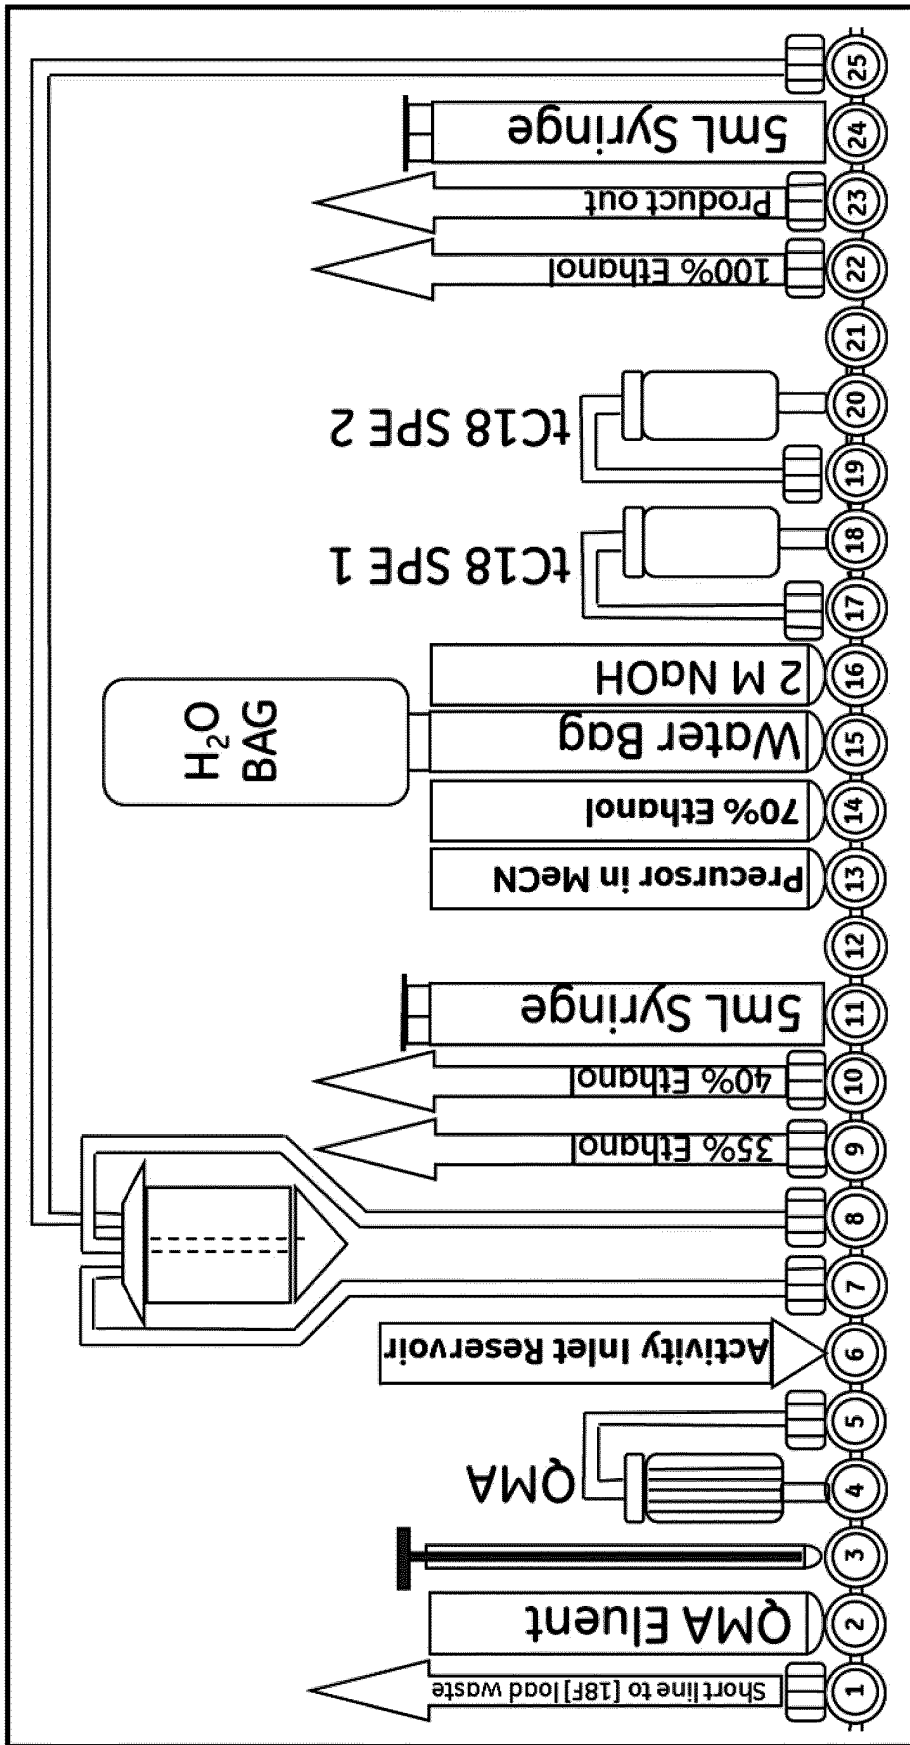 25
5mL Syringe
24
Product out
23
100% Ethanol
22
21
tC18 SPE 2
20
19
tC18 SPE 1
18
17
2 M NaOH
16
H₂O
BAG
Water Bag
15
70% Ethanol
14
Precursor in MeCN
13
12
5mL Syringe
11
40% Ethanol
10
35% Ethanol
9
8
7
Activity Inlet Reservoir
6
5
QMA
4
3
QMA Eluent
2
Short line to [18F] load waste
1